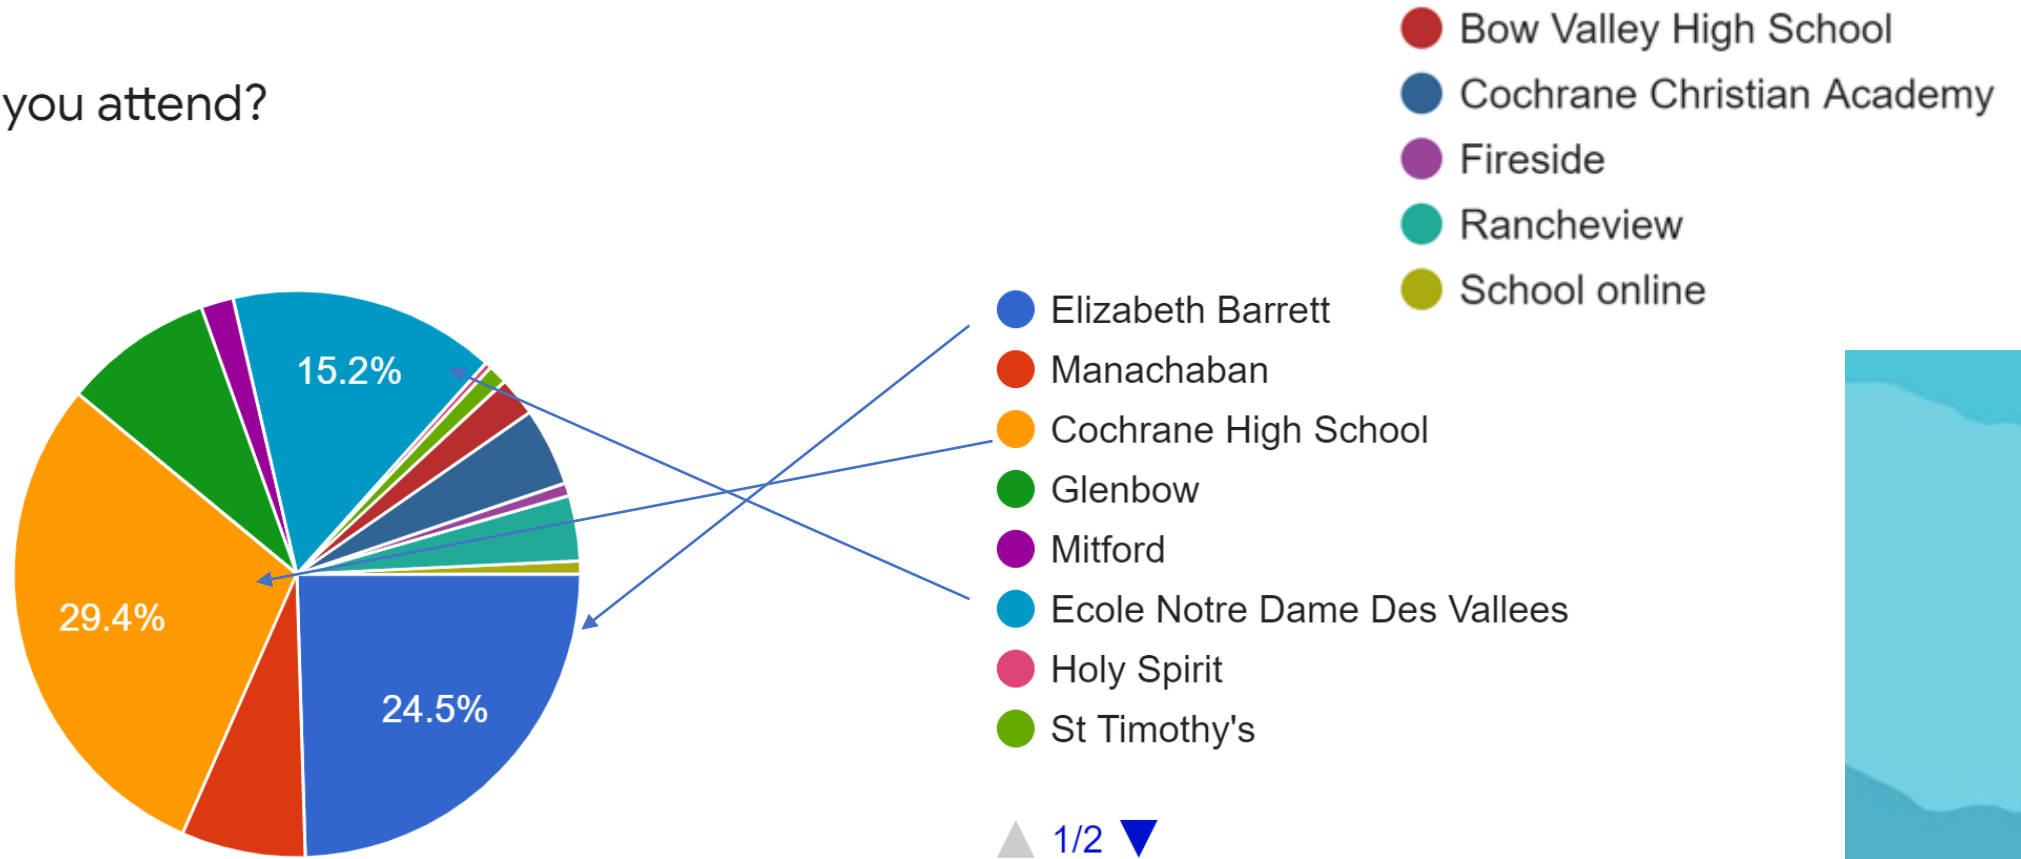 you attend?
15.2%
29.4%
24.5%
Elizabeth Barrett
Manachaban
Cochrane High School
Glenbow
Mitford
Ecole Notre Dame Des Vallees
Holy Spirit
St Timothy's
1/2
Bow Valley High School
Cochrane Christian Academy
Fireside
Rancheview
School online